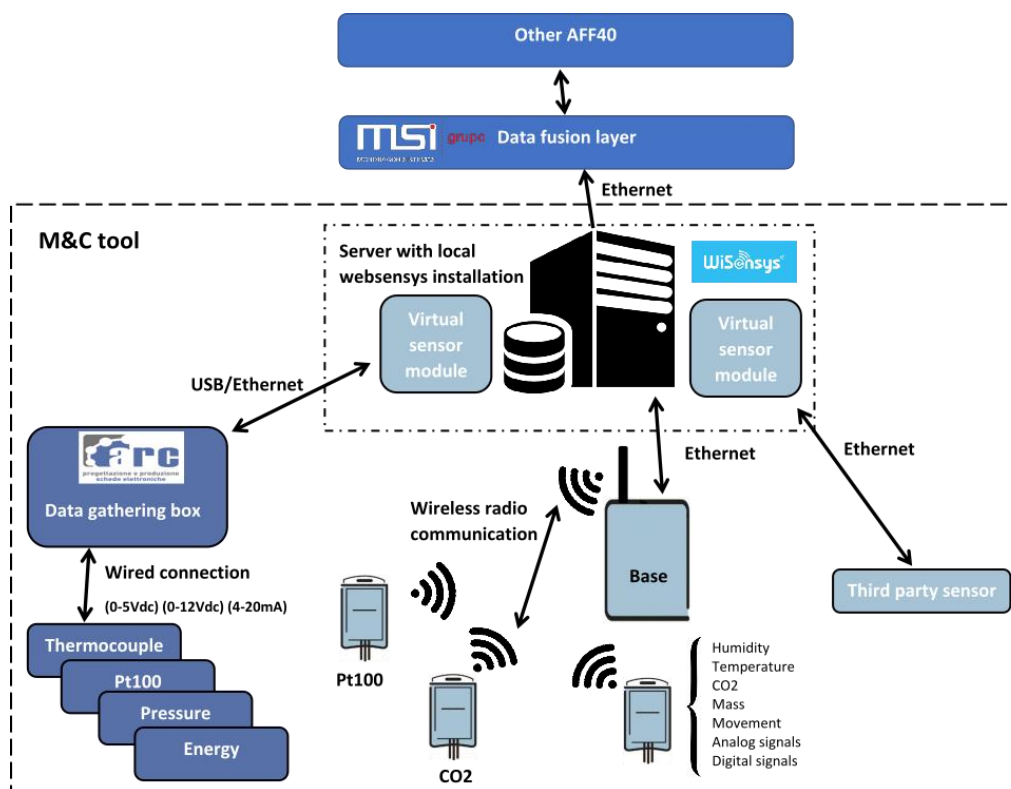 Other AFF40
msi grupo Data fusion layer
Ethernet
M&C tool
Server with local
websensys installation
WiSensys
Virtual
sensor
module
Virtual
sensor
module
USB/Ethernet
arc
progettazione e produzione
schede elettroniche
Data gathering box
Ethernet
Ethernet
Wireless radio
communication
Wired connection
(0-5Vdc) (0-12Vdc) (4-20mA)
Base
Third party sensor
Thermocouple
Pt100
Pressure
Energy
Pt100
CO2
Humidity
Temperature
CO2
Mass
Movement
Analog signals
Digital signals